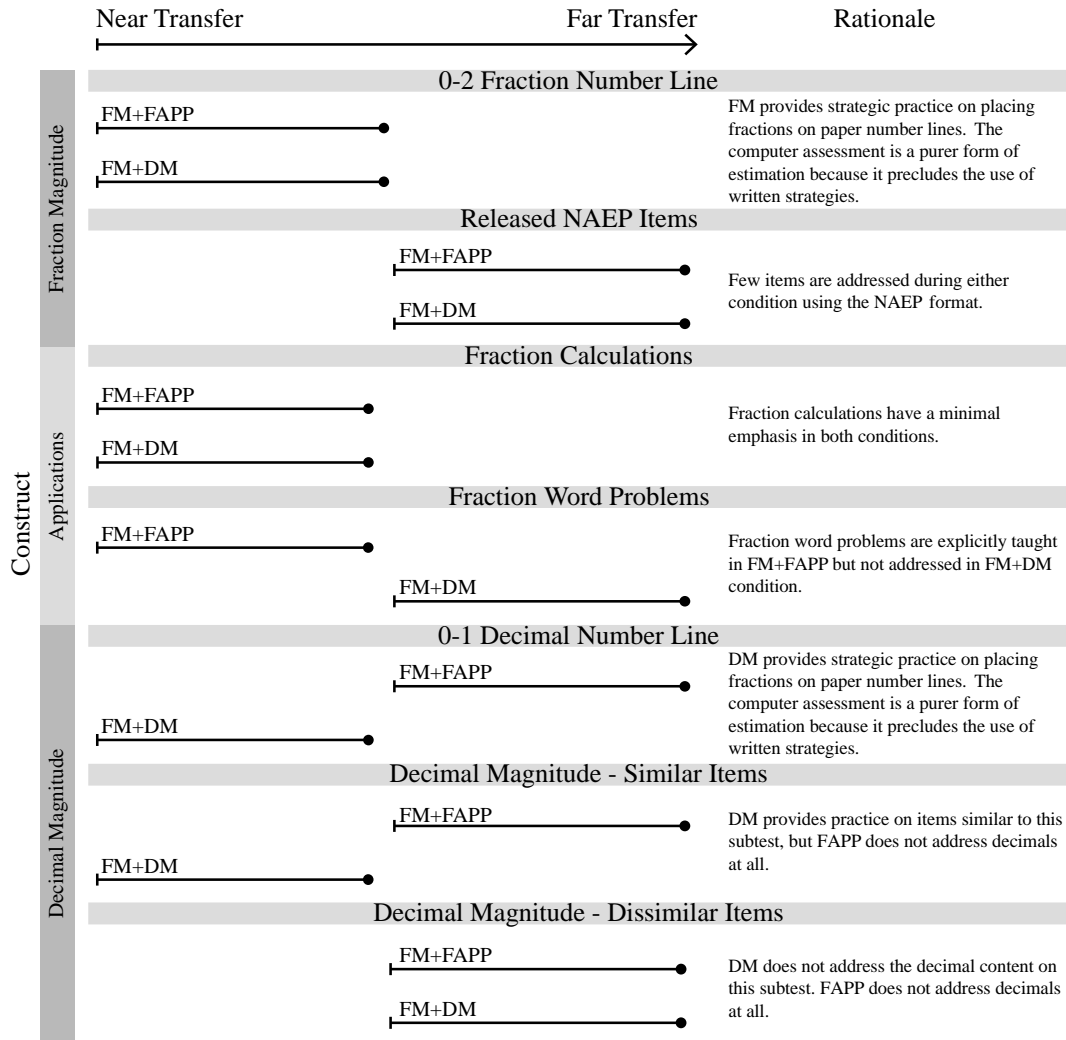 Near Transfer
Far Transfer
Rationale
Construct
Fraction Magnitude
0-2 Fraction Number Line
FM+FAPP
FM+DM
FM provides strategic practice on placing
fractions on paper number lines. The
computer assessment is a purer form of
estimation because it precludes the use of
written strategies.
Released NAEP Items
FM+FAPP
FM+DM
Few items are addressed during either
condition using the NAEP format.
Applications
Fraction Calculations
FM+FAPP
FM+DM
Fraction calculations have a minimal
emphasis in both conditions.
Fraction Word Problems
FM+FAPP
FM+DM
Fraction word problems are explicitly taught
in FM+FAPP but not addressed in FM+DM
condition.
Decimal Magnitude
0-1 Decimal Number Line
FM+FAPP
FM+DM
DM provides strategic practice on placing
fractions on paper number lines. The
computer assessment is a purer form of
estimation because it precludes the use of
written strategies.
Decimal Magnitude - Similar Items
FM+FAPP
FM+DM
DM provides practice on items similar to this
subtest, but FAPP does not address decimals
at all.
Decimal Magnitude - Dissimilar Items
FM+FAPP
FM+DM
DM does not address the decimal content on
this subtest. FAPP does not address decimals
at all.